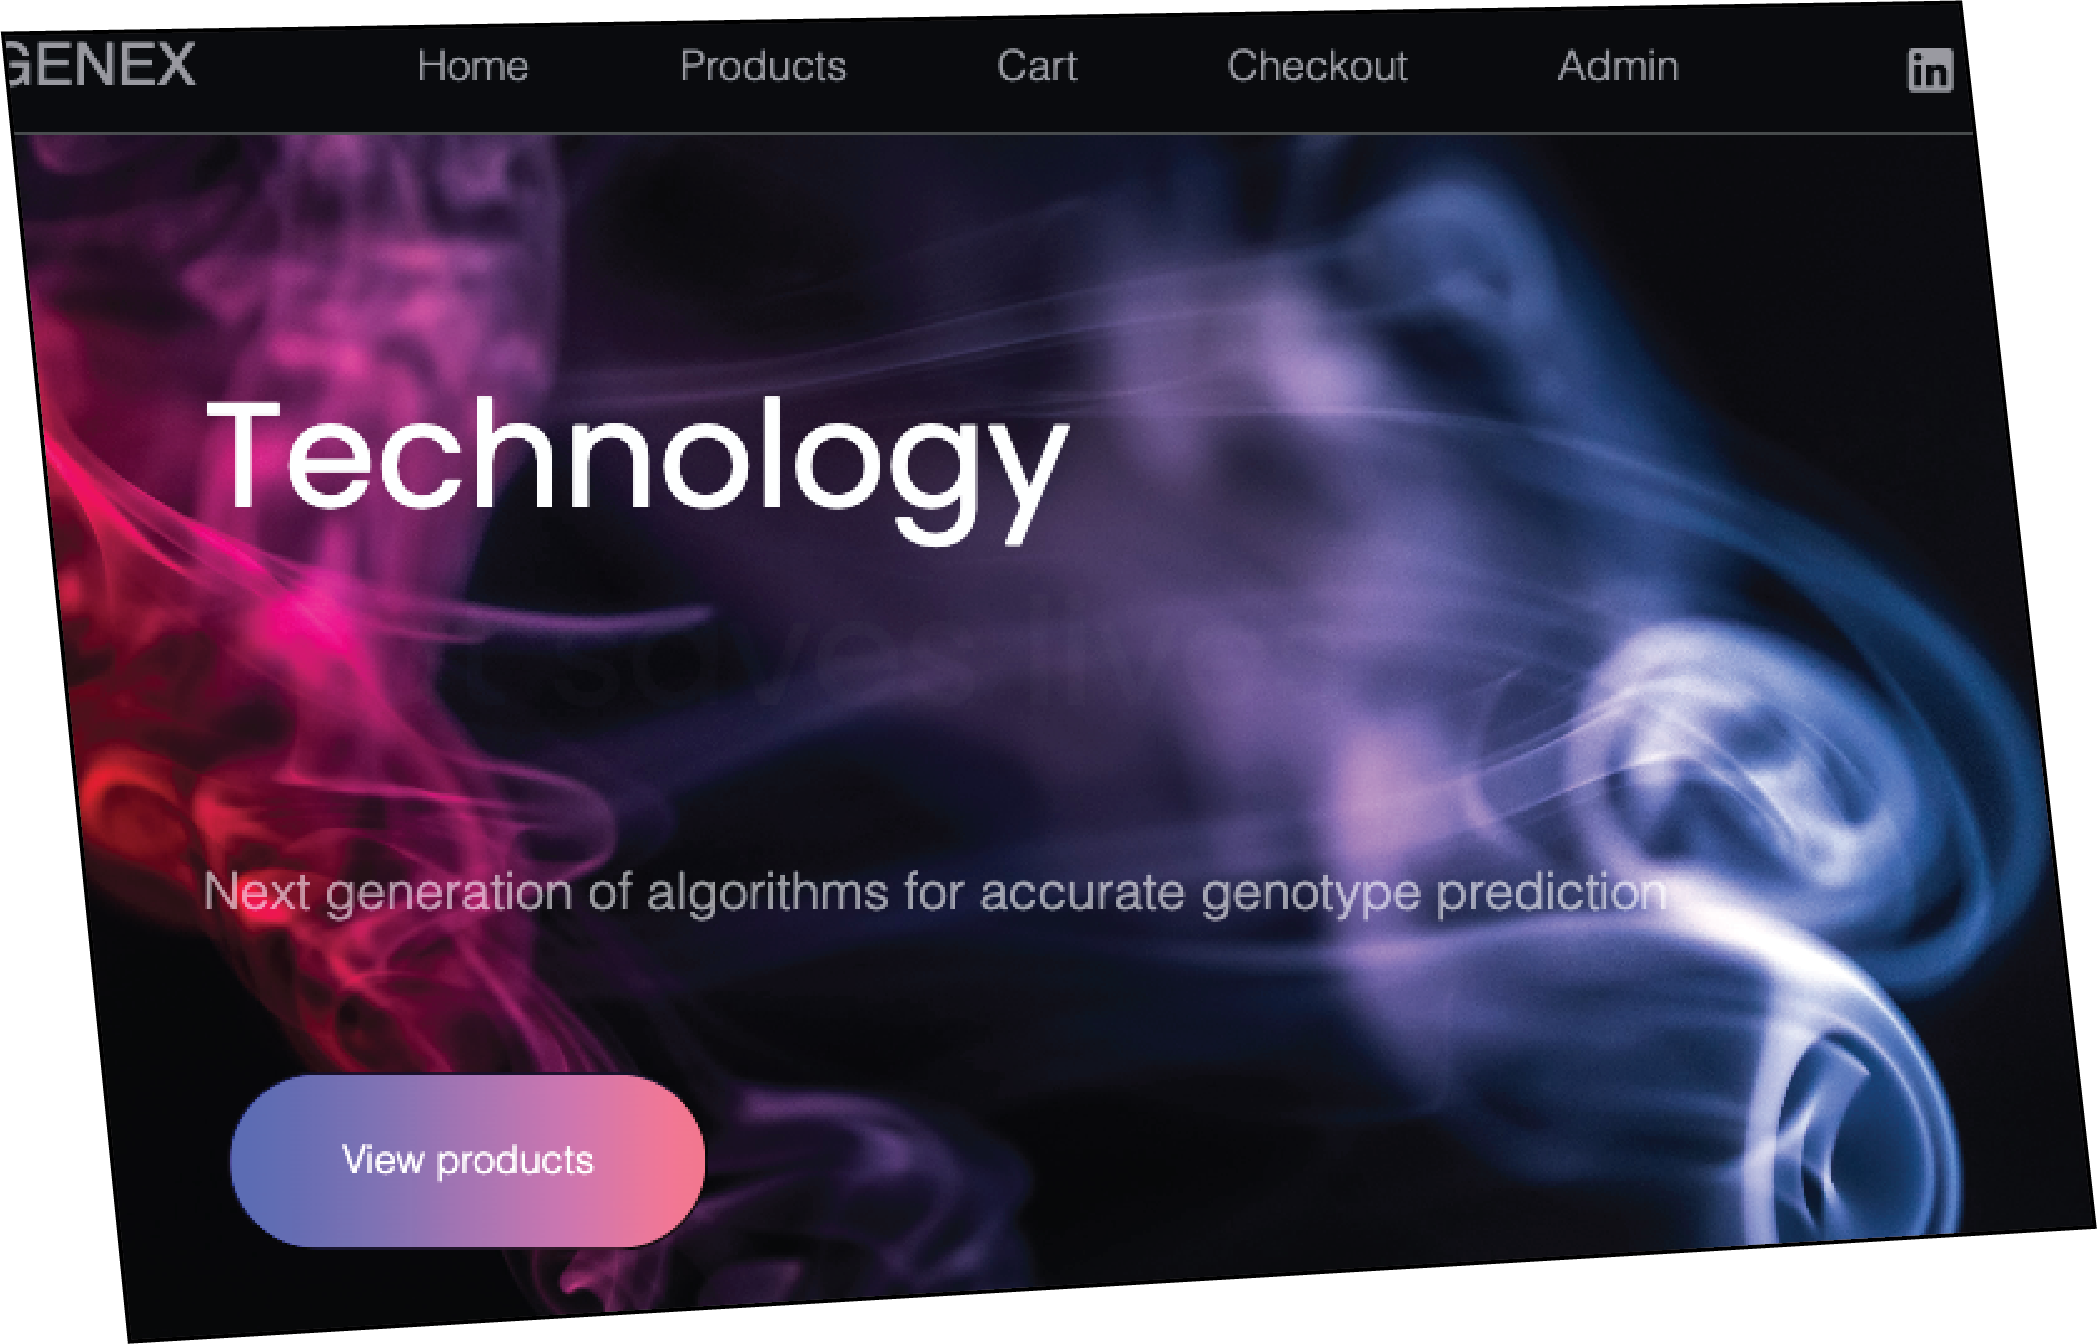 GENEX Home Products Cart Checkout Admin in
Technology
t saves lives
Next generation of algorithms for accurate genotype prediction
View products